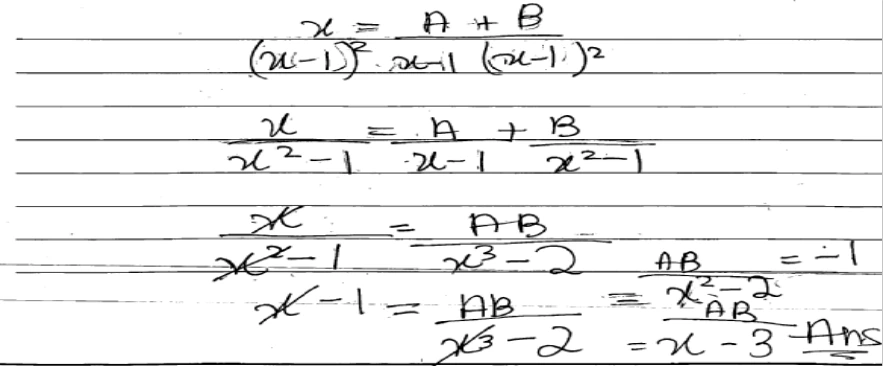 x = A + B
(x-1)² x-1 (x-1)²
x = A + B
x²-1 x-1 x²-1
x = AB
x²-1 x³-2 AB = -1
x-1 = AB = x²-2
x³-2 = AB
x-3 Ans